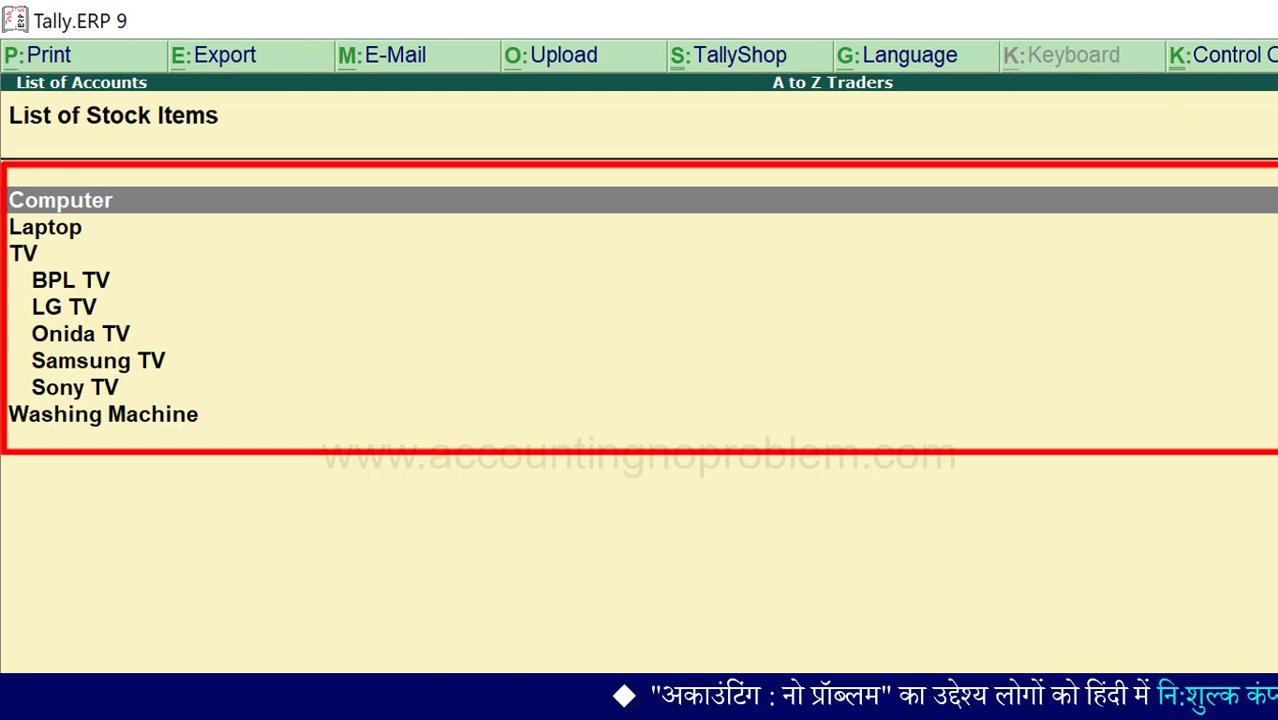 Tally.ERP 9
P: Print E: Export M: E-Mail O: Upload S: TallyShop G: Language K: Keyboard K: Control
List of Accounts A to Z Traders
List of Stock Items
Computer
Laptop
TV
BPL TV
LG TV
Onida TV
Samsung TV
Sony TV
Washing Machine
www.accountingnoproblem.com
◆ "अकाउंटिंग : नो प्रॉब्लम" का उद्देश्य लोगों को हिंदी में नि:शुल्क